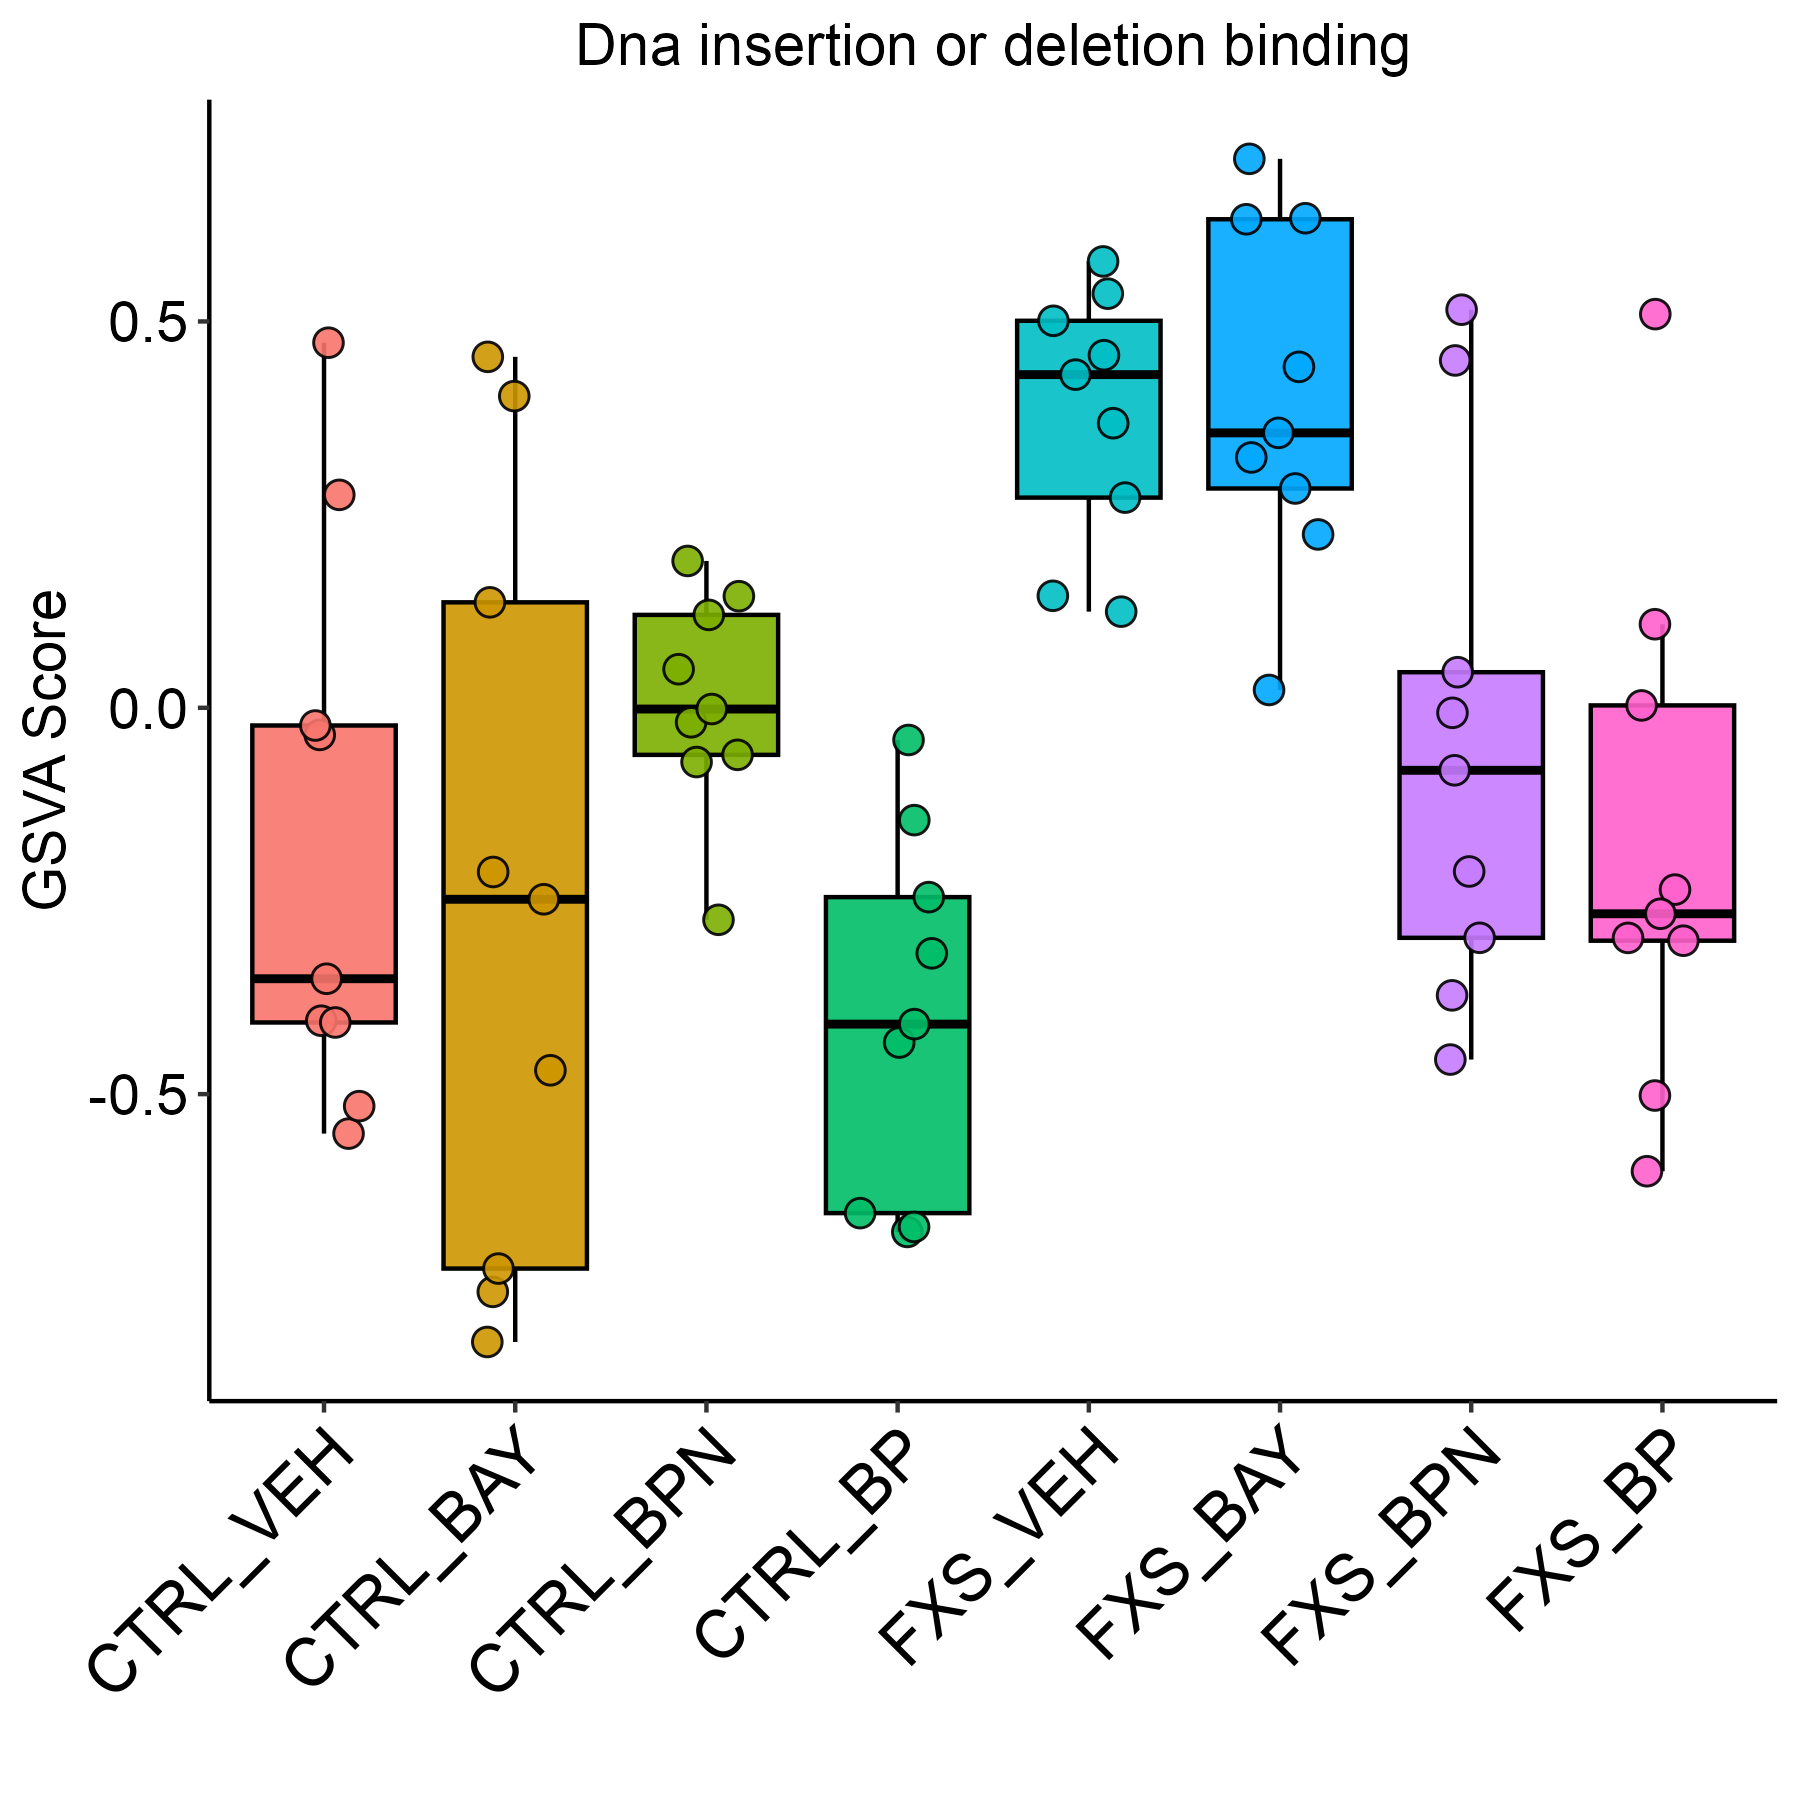 Dna insertion or deletion binding
GSVA Score
0.5
0.0
-0.5
CTRL_VEH
CTRL_BAY
CTRL_BPN
CTRL_BP
FXS_VEH
FXS_BAY
FXS_BPN
FXS_BP